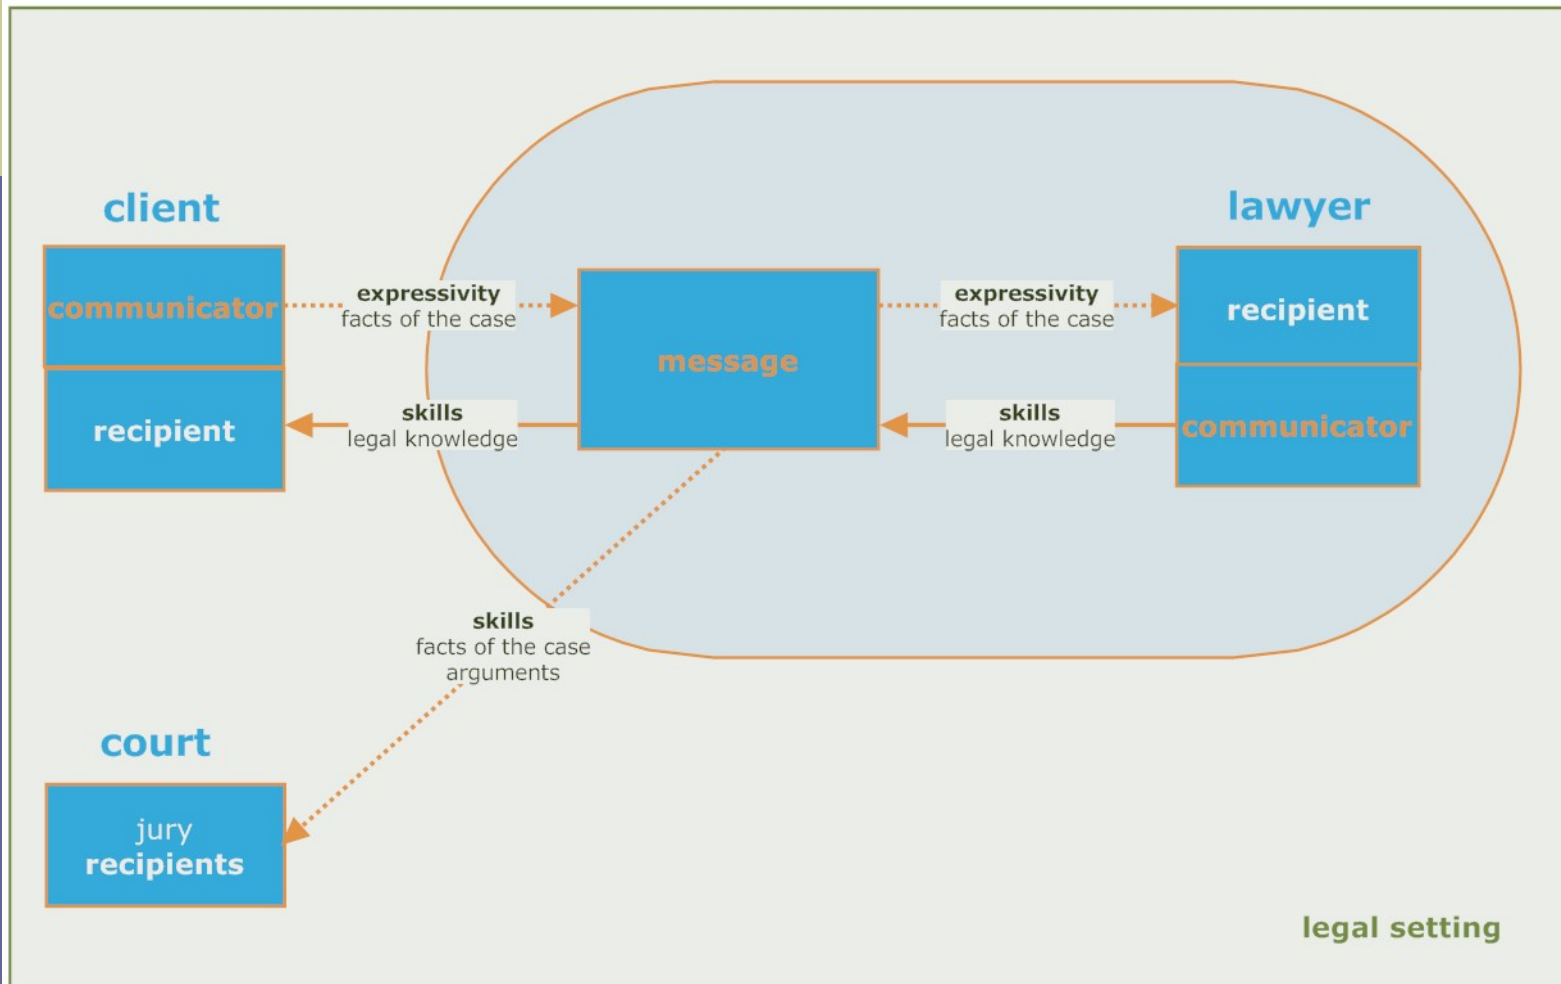 client
lawyer
communicator
expressivity
facts of the case
expressivity
facts of the case
recipient
message
recipient
skills
legal knowledge
skills
legal knowledge
communicator
skills
facts of the case
arguments
court
jury
recipients
legal setting